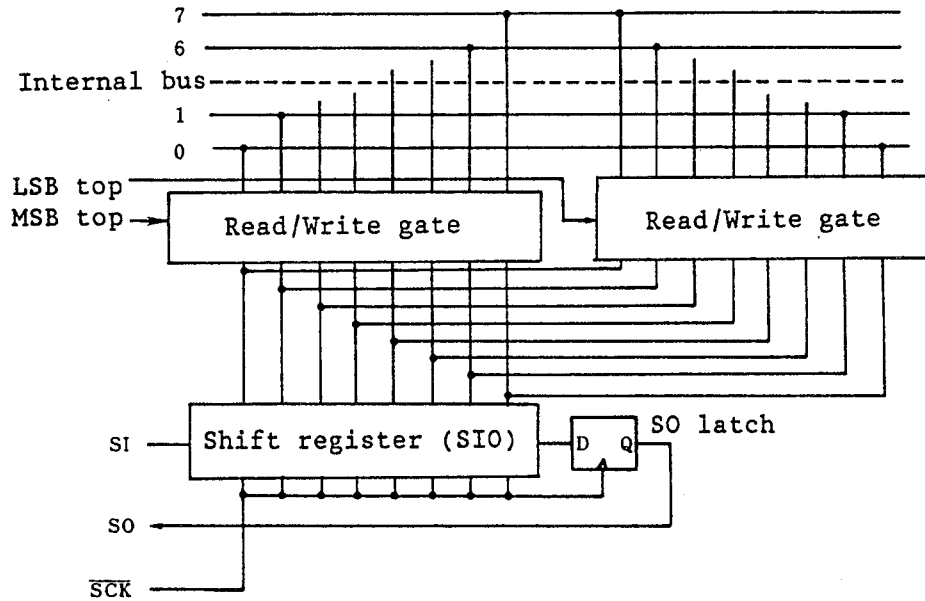 7
6
Internal bus
1
0
LSB top
MSB top
Read/Write gate
Read/Write gate
SO latch
SI
Shift register (SIO)
D Q
SO
SCK